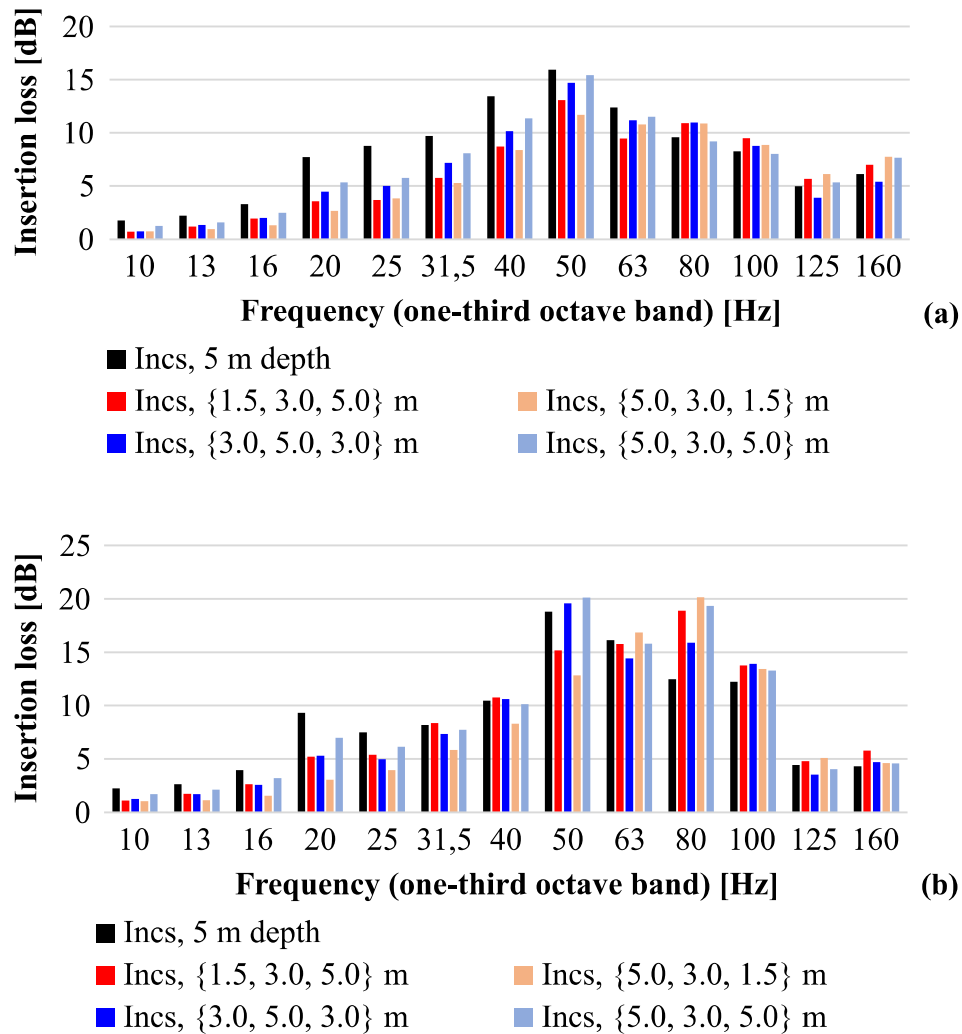 Insertion loss [dB]
20
15
10
5
0
10 13 16 20 25 31,5 40 50 63 80 100 125 160
Frequency (one-third octave band) [Hz]
(a)
Incs, 5 m depth
Incs, {1.5, 3.0, 5.0} m
Incs, {5.0, 3.0, 1.5} m
Incs, {3.0, 5.0, 3.0} m
Incs, {5.0, 3.0, 5.0} m
Insertion loss [dB]
25
20
15
10
5
0
10 13 16 20 25 31,5 40 50 63 80 100 125 160
Frequency (one-third octave band) [Hz]
(b)
Incs, 5 m depth
Incs, {1.5, 3.0, 5.0} m
Incs, {5.0, 3.0, 1.5} m
Incs, {3.0, 5.0, 3.0} m
Incs, {5.0, 3.0, 5.0} m